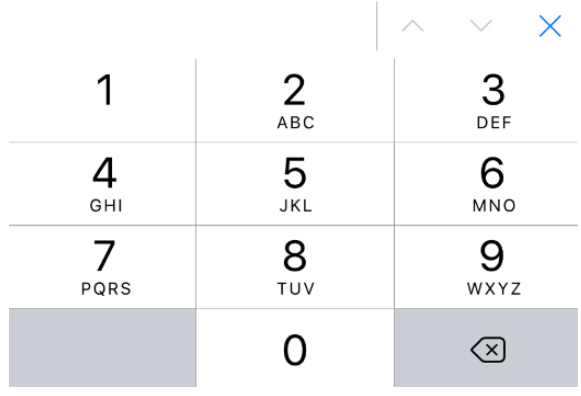 1 2 3
ABC DEF
4 5 6
GHI JKL MNO
7 8 9
PQRS TUV WXYZ
0